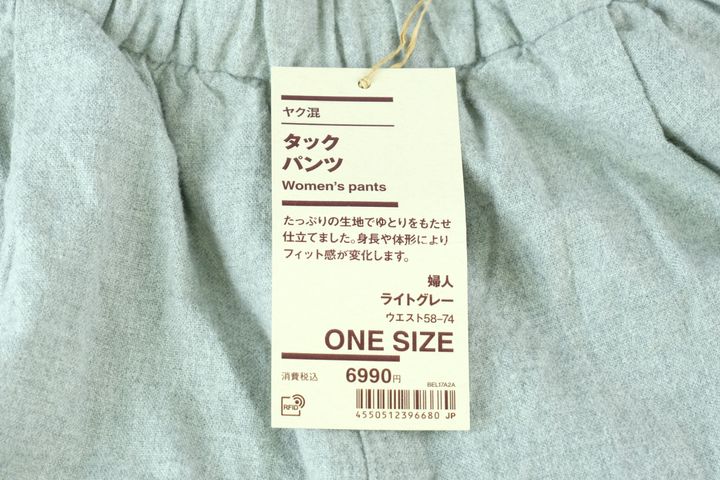 ヤク混
タック
パンツ
Women's pants
たっぷりの生地でゆとりをもたせ
仕立てました。身長や体形により
フィット感が変化します。
婦人
ライトグレー
ウエスト58-74
ONE SIZE
消費税込 6990円
BEL17A2A
RFID
4550512396680 JP